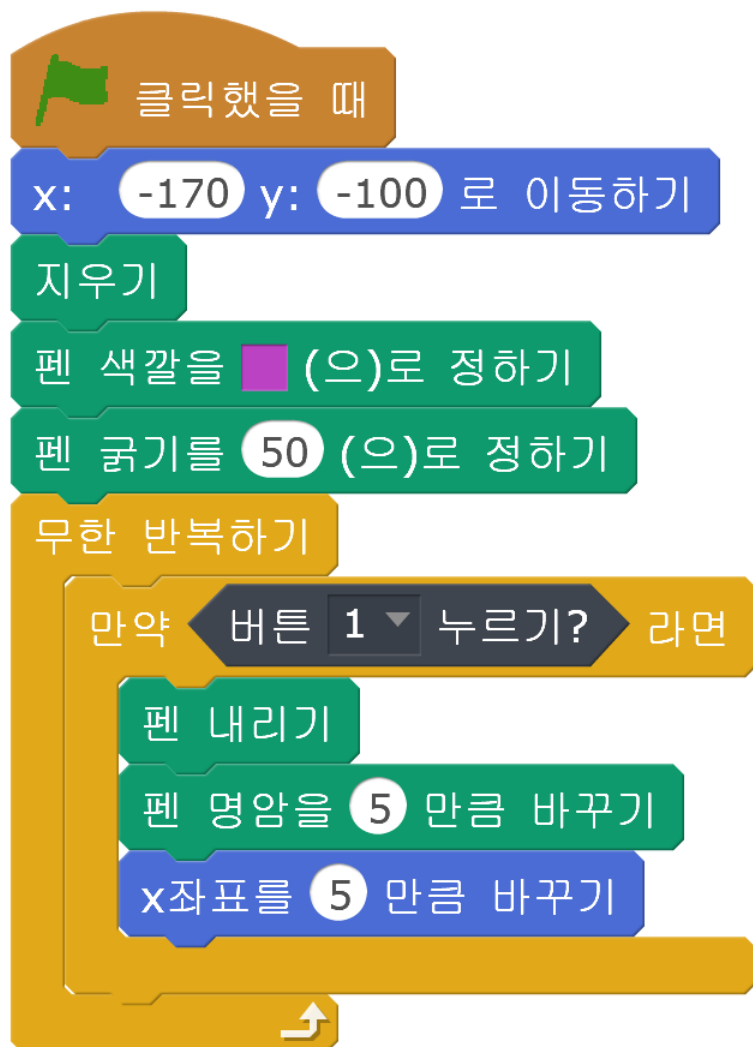 클릭했을 때
x: -170 y: -100 로 이동하기
지우기
펜 색깔을 (으)로 정하기
펜 굵기를 50 (으)로 정하기
무한 반복하기
만약 버튼 1 누르기? 라면
펜 내리기
펜 명암을 5 만큼 바꾸기
x좌표를 5 만큼 바꾸기